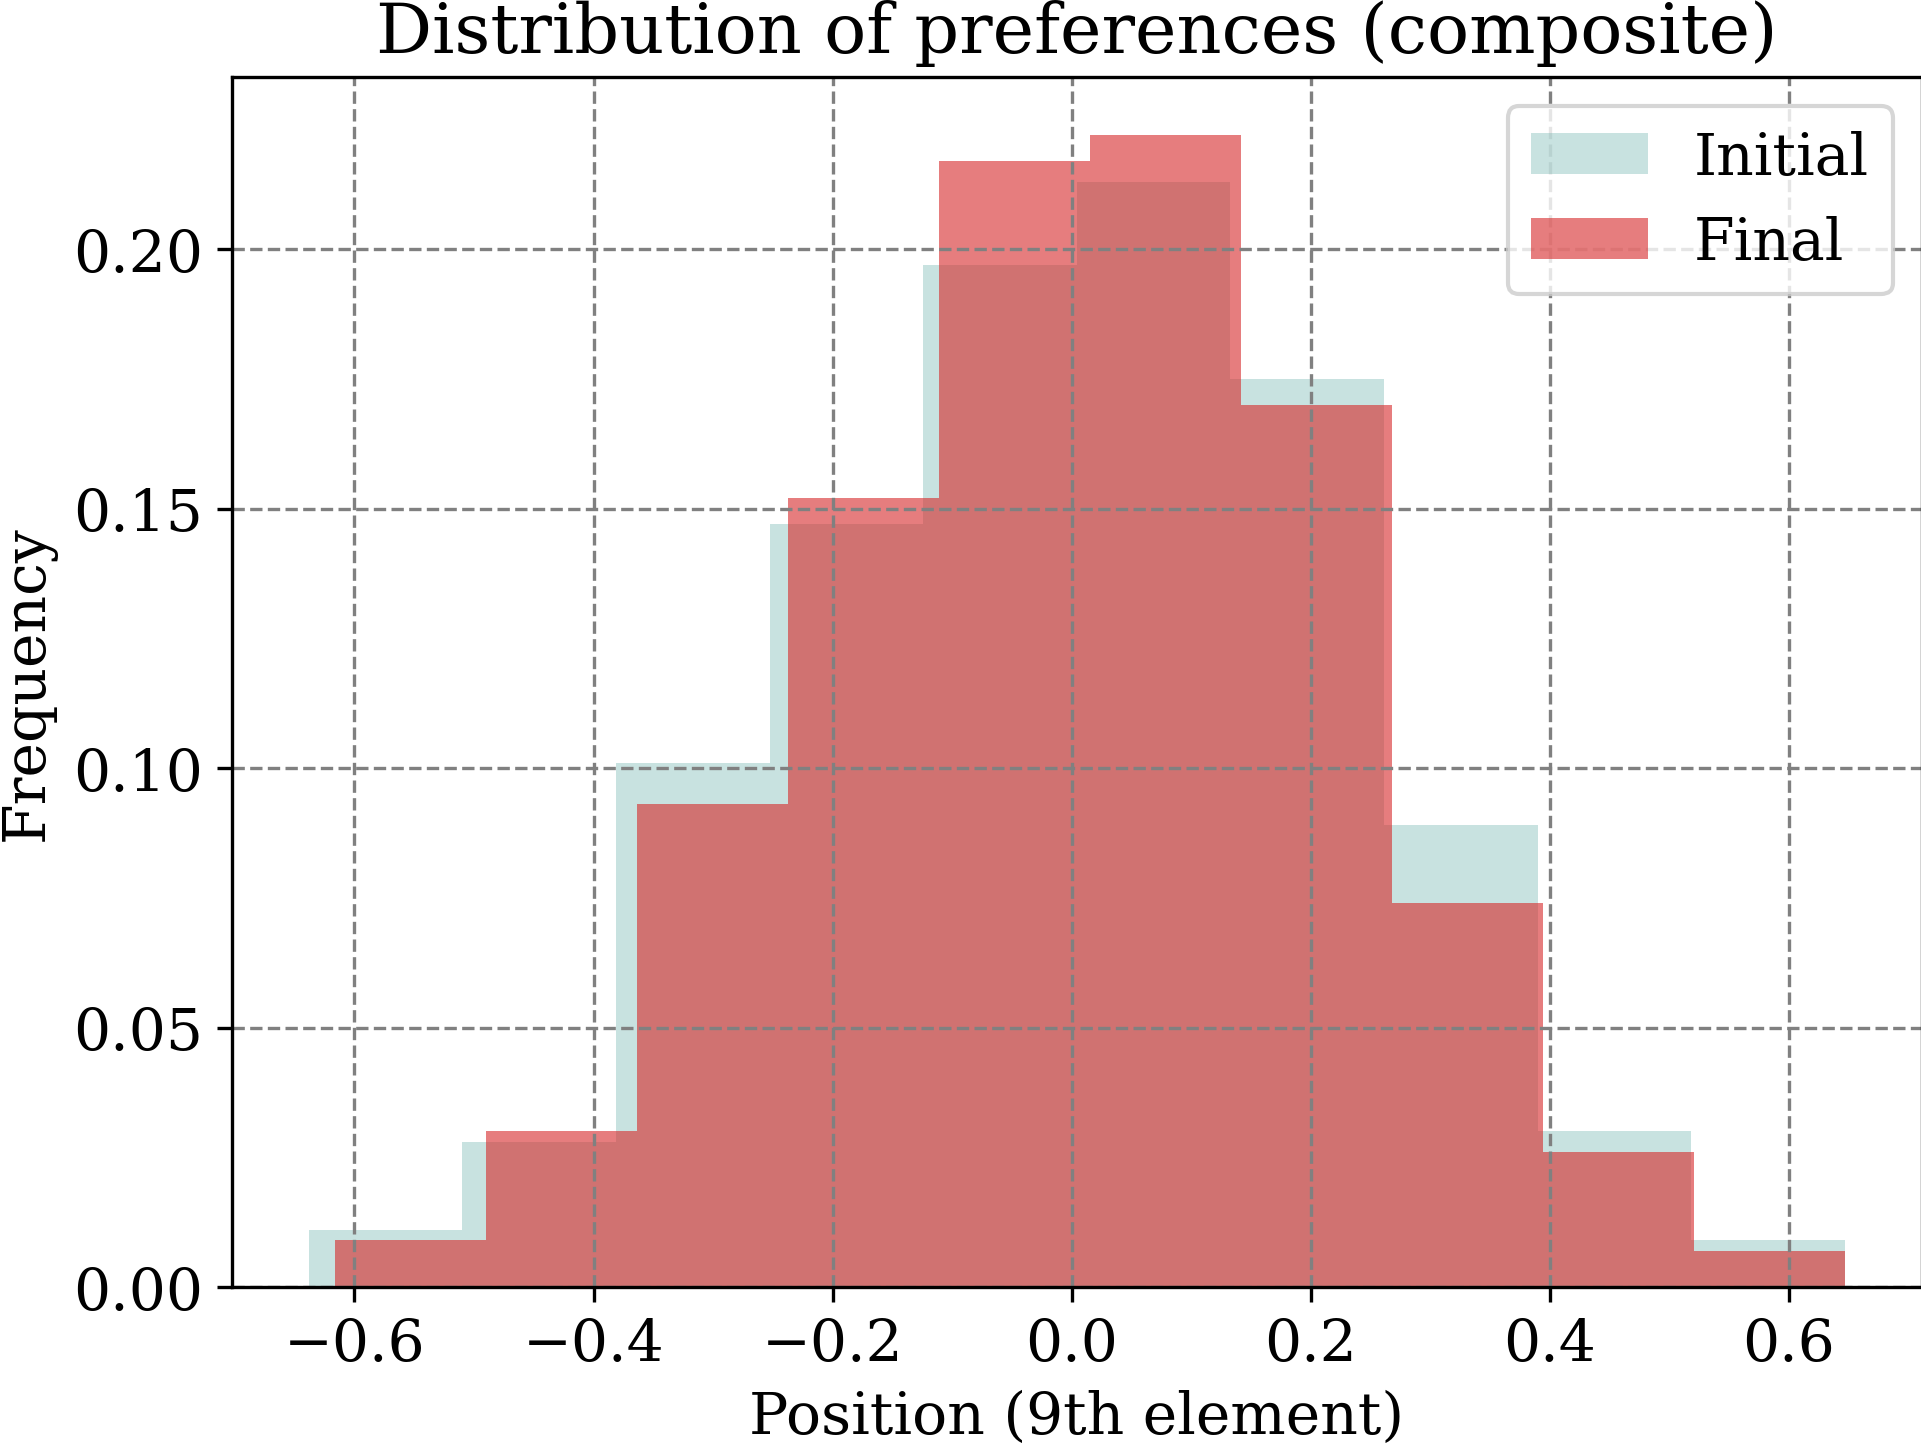 Distribution of preferences (composite)
Initial
Final
0.20
0.15
0.10
0.05
0.00
Frequency
−0.6 −0.4 −0.2 0.0 0.2 0.4 0.6
Position (9th element)